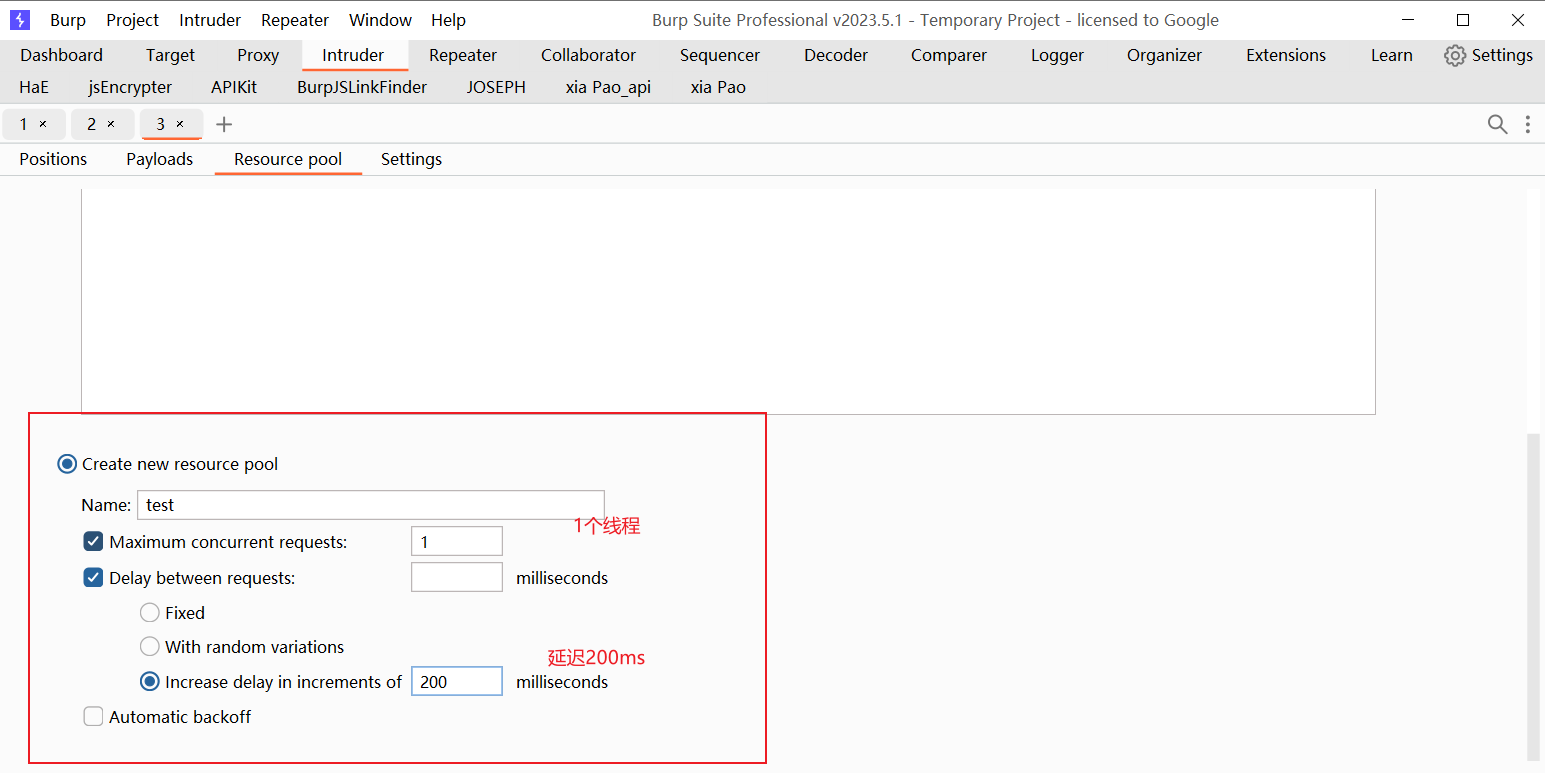 Burp Project Intruder Repeater Window Help Burp Suite Professional v2023.5.1 - Temporary Project - licensed to Google
Dashboard Target Proxy Intruder Repeater Collaborator Sequencer Decoder Comparer Logger Organizer Extensions Learn Settings
HaE jsEncrypter APIKit BurpJSLinkFinder JOSEPH xia Pao_api xia Pao
1 × 2 × 3 × +
Positions Payloads Resource pool Settings
Create new resource pool
Name: test
1个线程
Maximum concurrent requests: 1
Delay between requests: milliseconds
Fixed
With random variations
延迟200ms
Increase delay in increments of 200 milliseconds
Automatic backoff